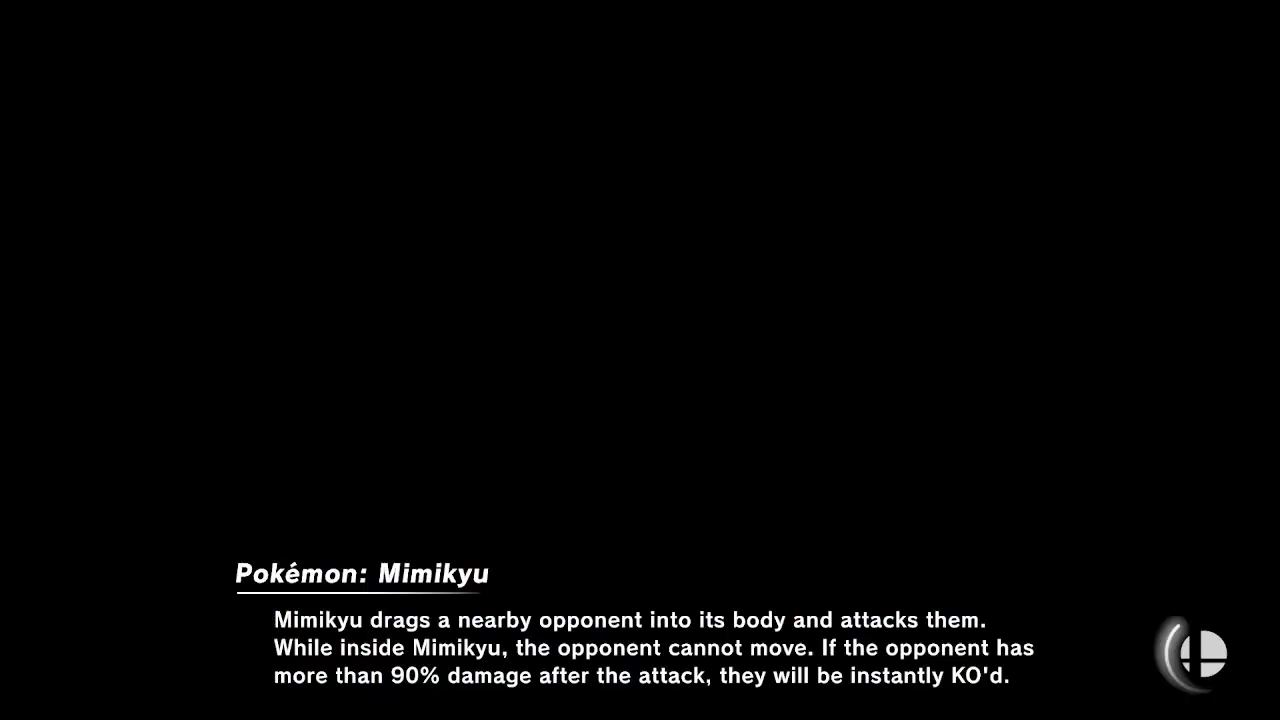 Pokémon: Mimikyu
Mimikyu drags a nearby opponent into its body and attacks them.
While inside Mimikyu, the opponent cannot move. If the opponent has
more than 90% damage after the attack, they will be instantly KO'd.